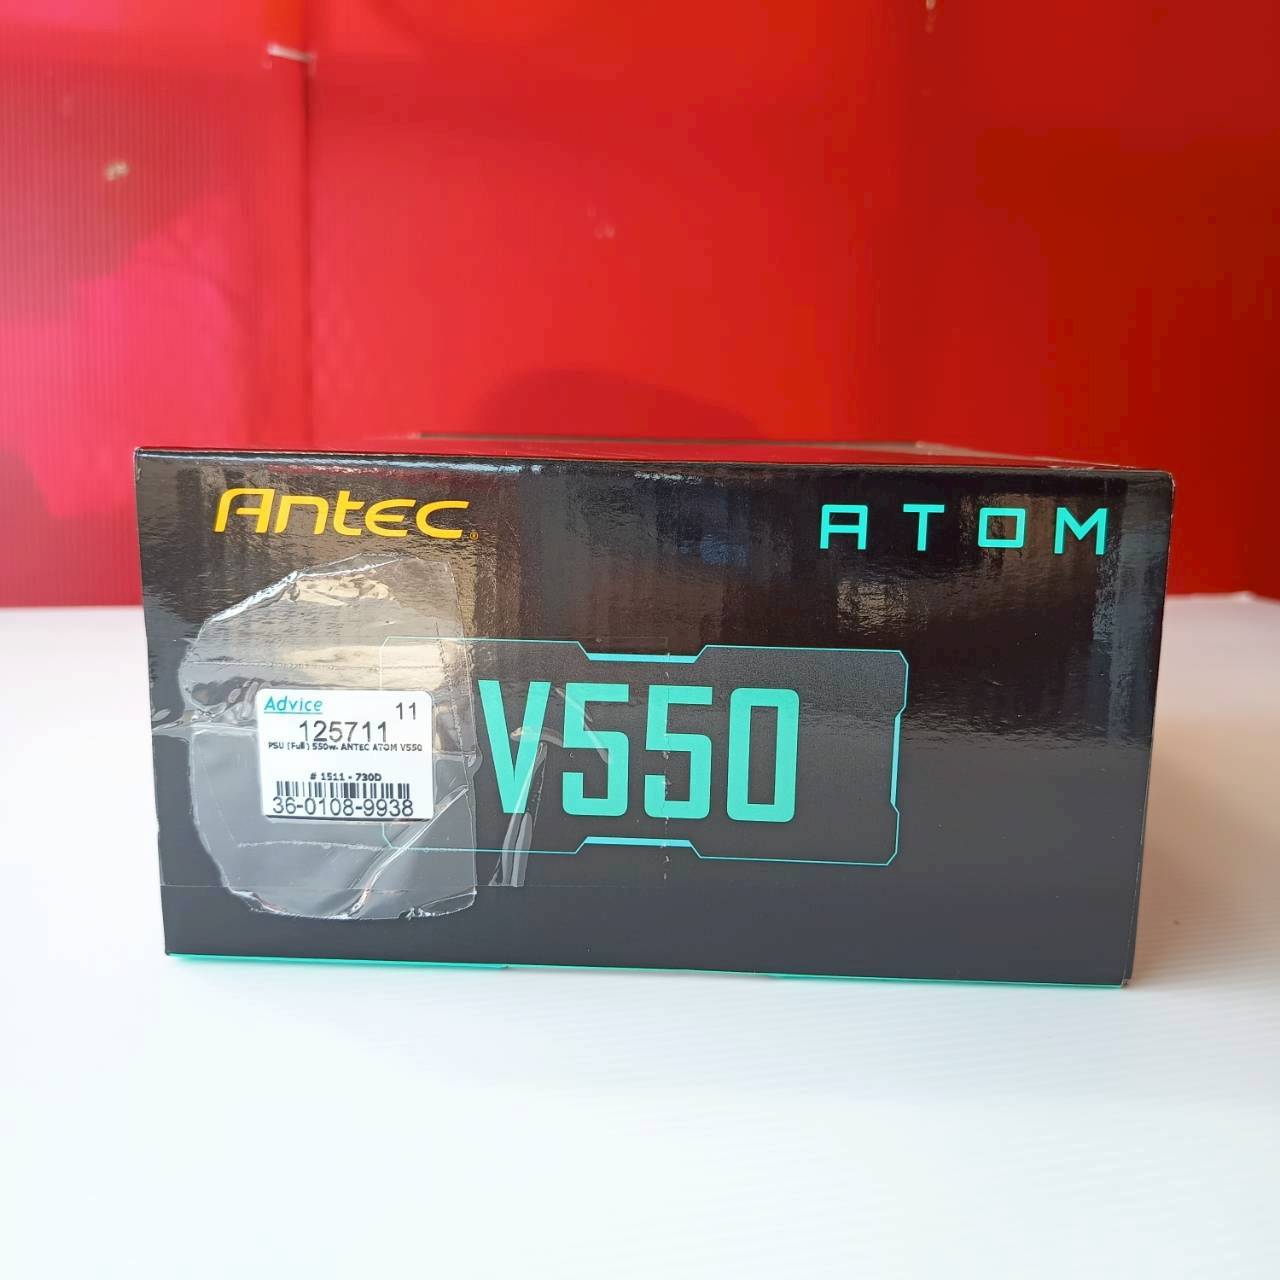 Antec
ATOM
V550
Advice 11
125711
PSU (Full) 550w. ANTEC ATOM V550
# 1511 - 730D
36-0108-9938